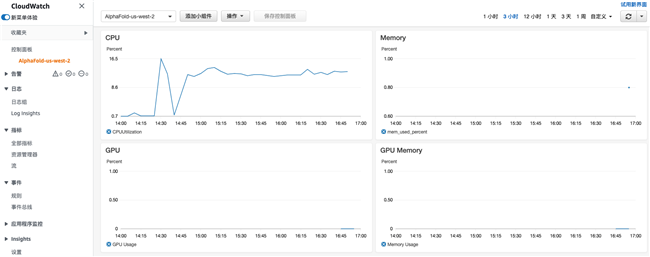 CloudWatch
新菜单体验
收藏夹
控制面板
AlphaFold-us-west-2
告警 0 0 0
日志
日志组
Log Insights
指标
全部指标
资源管理器
流
事件
规则
事件总线
应用程序监控
Insights
设置
试用新界面
AlphaFold-us-west-2 添加小组件 操作 保存控制面板 1 小时 3 小时 12 小时 1 天 3 天 1 周 自定义
CPU
Percent
16.5
8.6
0.7
14:00 14:15 14:30 14:45 15:00 15:15 15:30 15:45 16:00 16:15 16:30 16:45 17:00
CPUUtilization
Memory
Percent
1.00
0.80
0.60
14:00 14:15 14:30 14:45 15:00 15:15 15:30 15:45 16:00 16:15 16:30 16:45 17:00
mem_used_percent
GPU
Percent
1.00
0.50
0
14:00 14:15 14:30 14:45 15:00 15:15 15:30 15:45 16:00 16:15 16:30 16:45 17:00
GPU Usage
GPU Memory
Percent
1.00
0.50
0
14:00 14:15 14:30 14:45 15:00 15:15 15:30 15:45 16:00 16:15 16:30 16:45 17:00
Memory Usage